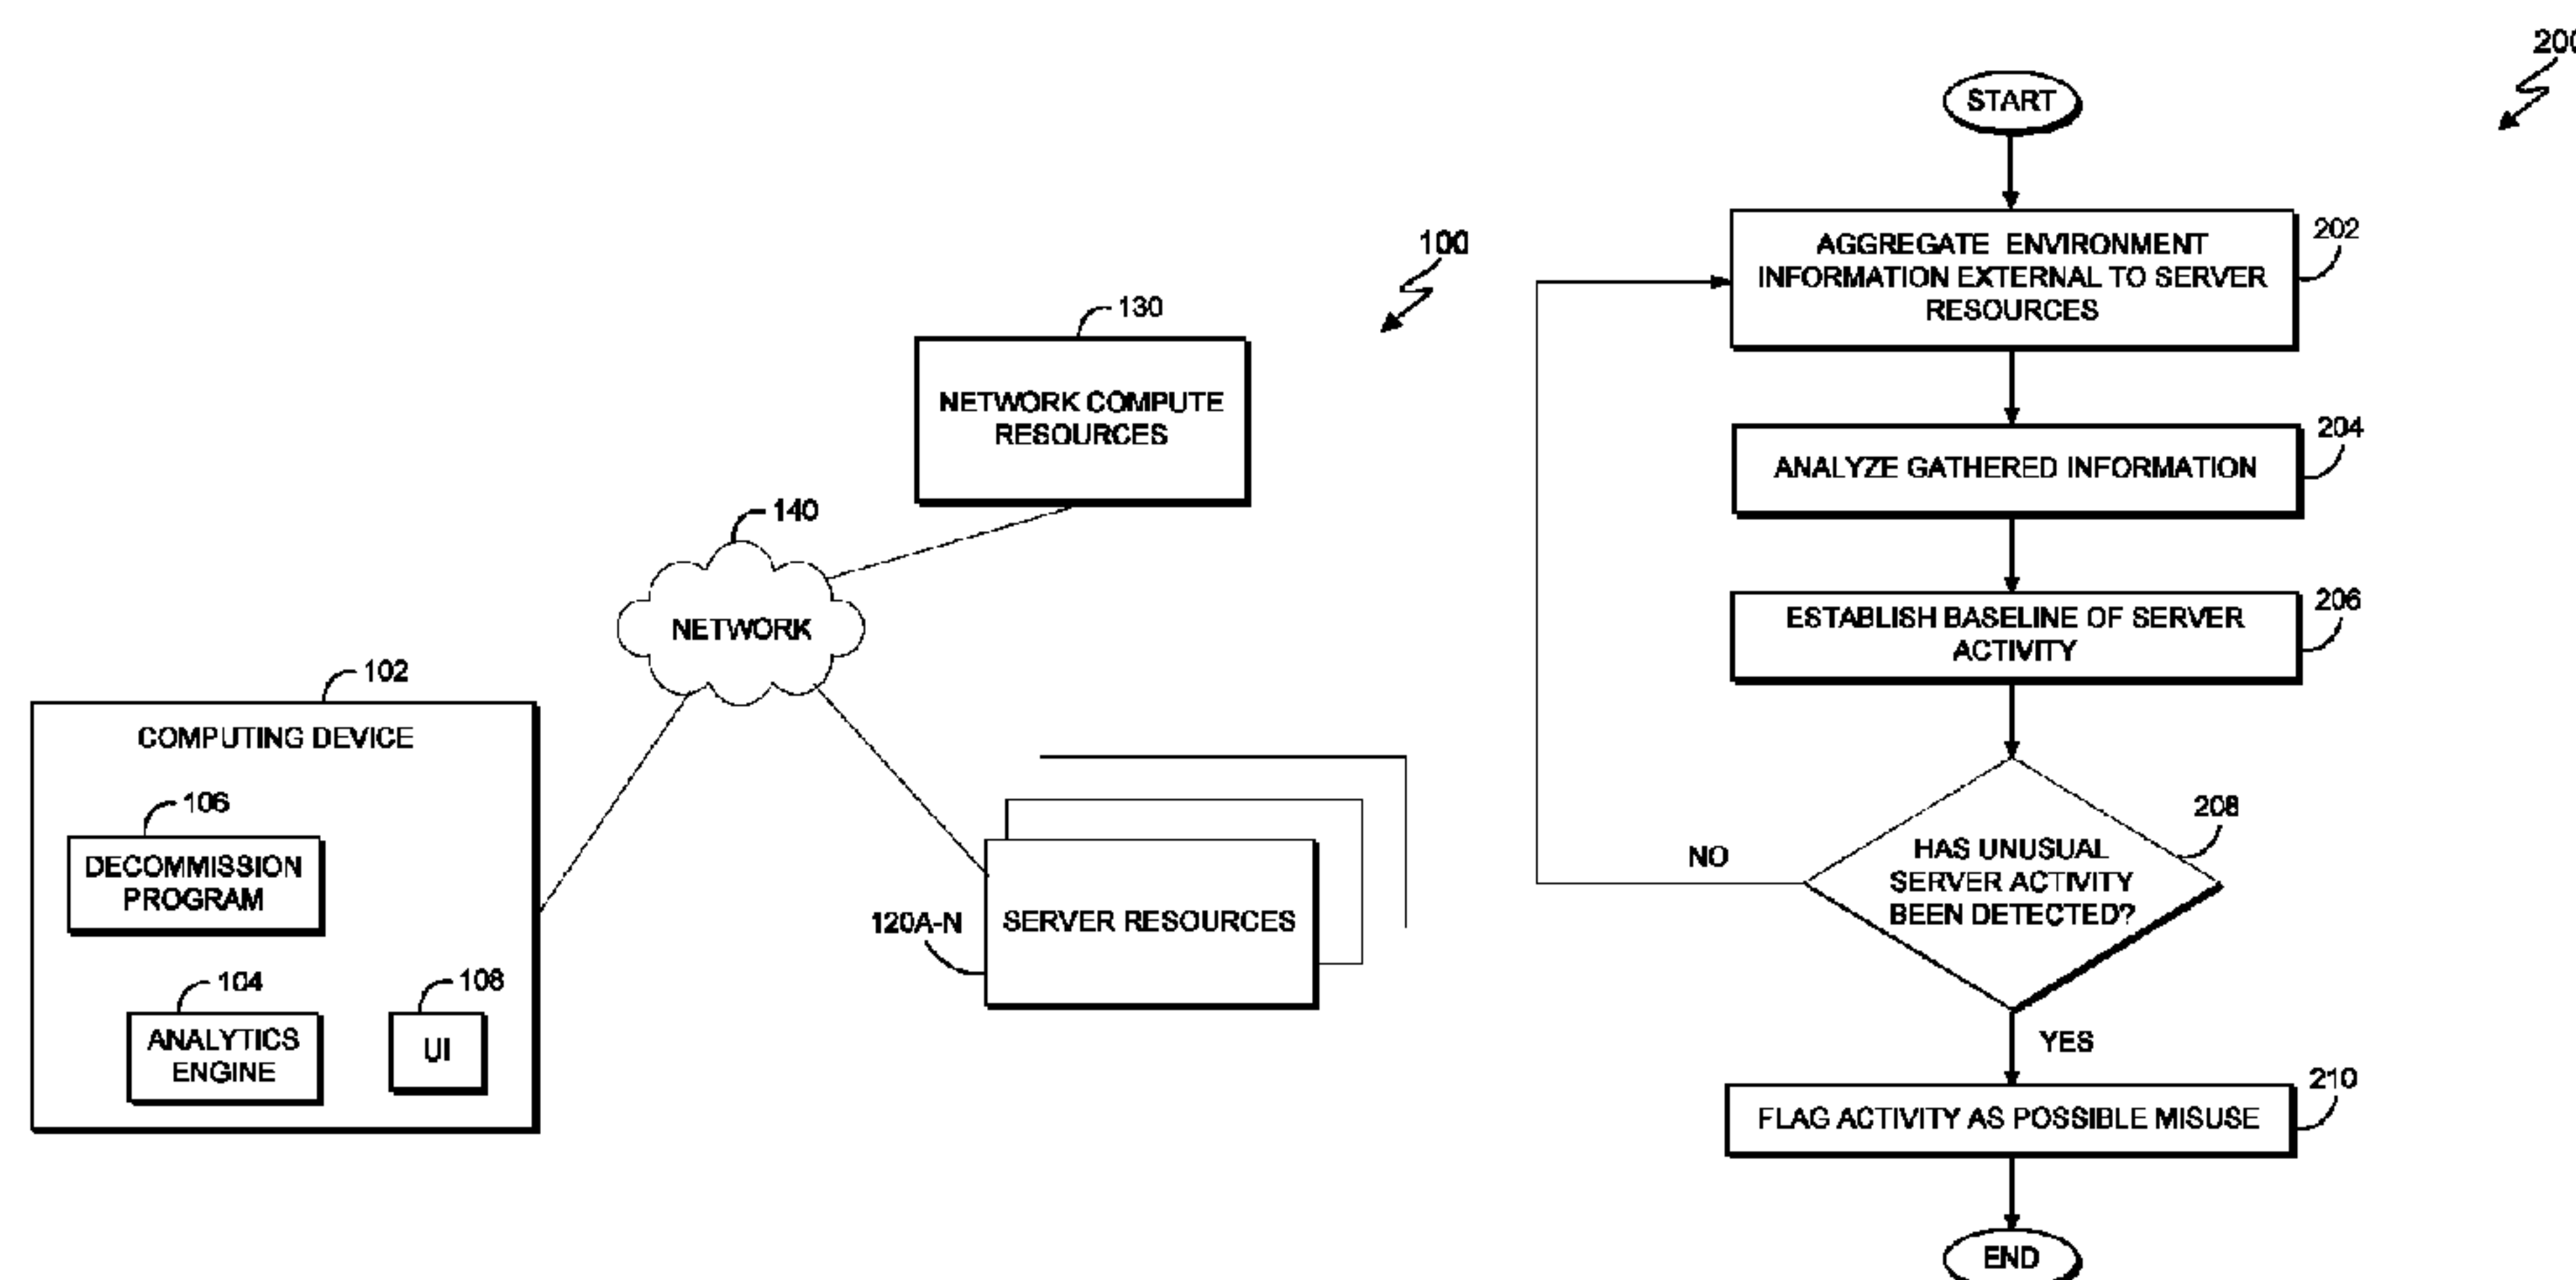 100
130
NETWORK COMPUTE
RESOURCES
140
NETWORK
102
COMPUTING DEVICE
106
DECOMMISSION
PROGRAM
104
ANALYTICS
ENGINE
108
UI
120A-N
SERVER RESOURCES
200
START
202
AGGREGATE ENVIRONMENT
INFORMATION EXTERNAL TO SERVER
RESOURCES
204
ANALYZE GATHERED INFORMATION
206
ESTABLISH BASELINE OF SERVER
ACTIVITY
208
HAS UNUSUAL
SERVER ACTIVITY
BEEN DETECTED?
NO
YES
210
FLAG ACTIVITY AS POSSIBLE MISUSE
END